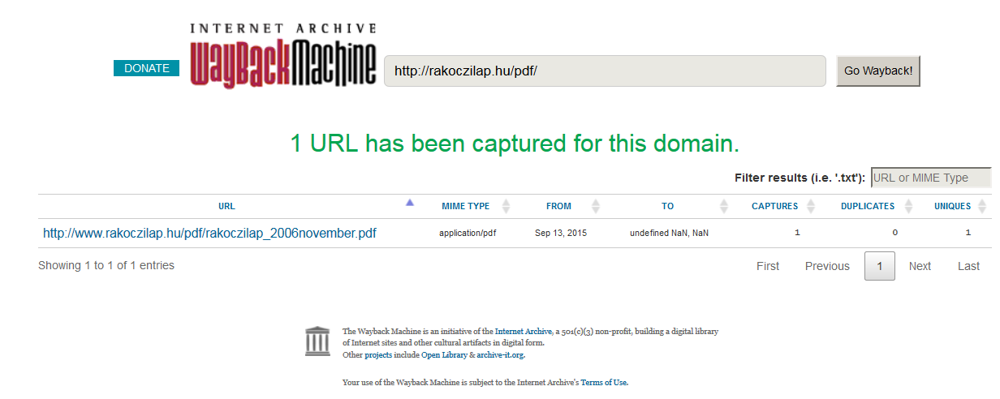 INTERNET ARCHIVE
WayBackMachine
DONATE
http://rakoczilap.hu/pdf/
Go Wayback!
1 URL has been captured for this domain.
Filter results (i.e. '.txt'): URL or MIME Type
URL MIME TYPE FROM TO CAPTURES DUPLICATES UNIQUES
http://www.rakoczilap.hu/pdf/rakoczilap_2006november.pdf application/pdf Sep 13, 2015 undefined NaN, NaN 1 0 1
Showing 1 to 1 of 1 entries First Previous 1 Next Last
The Wayback Machine is an initiative of the Internet Archive, a 501(c)(3) non-profit, building a digital library
of Internet sites and other cultural artifacts in digital form.
Other projects include Open Library & archive-it.org.
Your use of the Wayback Machine is subject to the Internet Archive's Terms of Use.